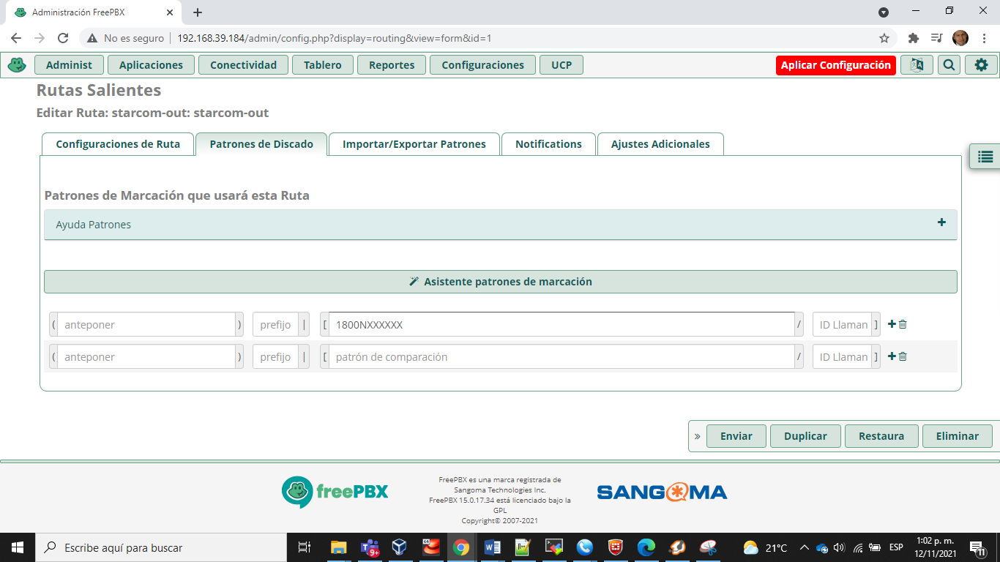 Administración FreePBX
No es seguro 192.168.39.184/admin/config.php?display=routing&view=form&id=1
Administ Aplicaciones Conectividad Tablero Reportes Configuraciones UCP Aplicar Configuración
Rutas Salientes
Editar Ruta: starcom-out: starcom-out
Configuraciones de Ruta Patrones de Discado Importar/Exportar Patrones Notifications Ajustes Adicionales
Patrones de Marcación que usará esta Ruta
Ayuda Patrones
Asistente patrones de marcación
( anteponer ) prefijo | [ 1800NXXXXXX / ID Llaman ]
( anteponer ) prefijo | [ patrón de comparación / ID Llaman ]
» Enviar Duplicar Restaura Eliminar
freePBX
FreePBX es una marca registrada de
Sangoma Technologies Inc.
FreePBX 15.0.17.34 está licenciado bajo la
GPL
Copyright© 2007-2021
SANGOMA
Escribe aquí para buscar
9+
64
21°C
ESP
1:02 p. m.
12/11/2021
11